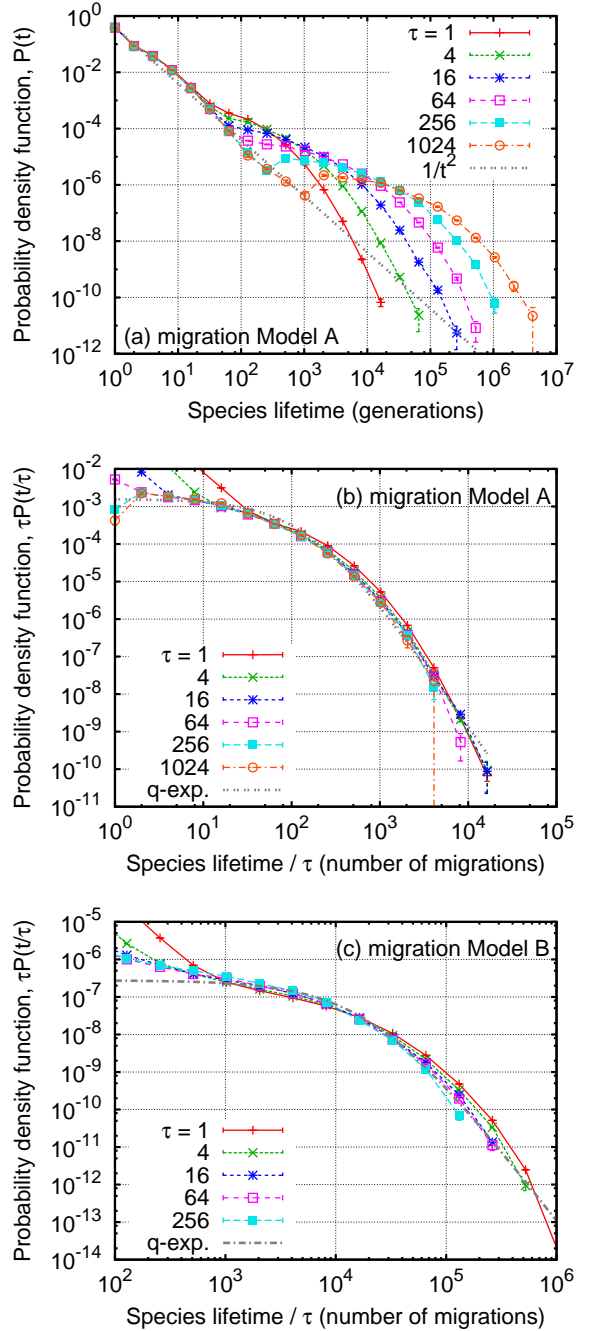 Probability density function, P(t)
10^0
10^-2
10^-4
10^-6
10^-8
10^-10
10^-12
τ = 1
4
16
64
256
1024
1/t^2
(a) migration Model A
10^0 10^1 10^2 10^3 10^4 10^5 10^6 10^7
Species lifetime (generations)
Probability density function, τP(t/τ)
10^-2
10^-3
10^-4
10^-5
10^-6
10^-7
10^-8
10^-9
10^-10
10^-11
(b) migration Model A
τ = 1
4
16
64
256
1024
q-exp.
10^0 10^1 10^2 10^3 10^4 10^5
Species lifetime / τ (number of migrations)
Probability density function, τP(t/τ)
10^-5
10^-6
10^-7
10^-8
10^-9
10^-10
10^-11
10^-12
10^-13
10^-14
(c) migration Model B
τ = 1
4
16
64
256
q-exp.
10^2 10^3 10^4 10^5 10^6
Species lifetime / τ (number of migrations)